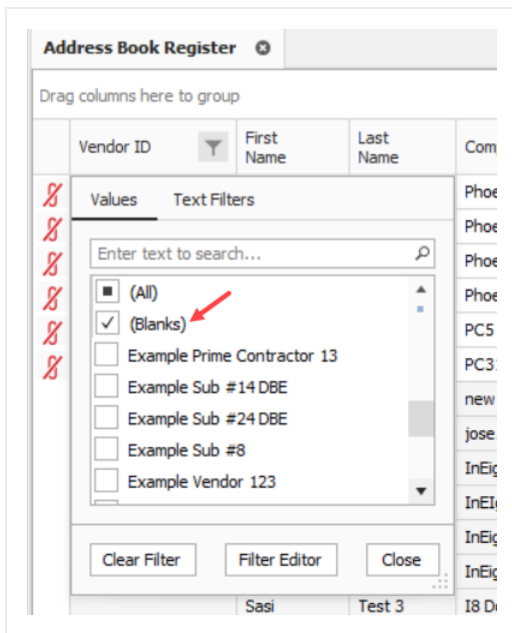 Address Book Register
Drag columns here to group
Vendor ID
First
Name
Last
Name
Values
Text Filters
Enter text to search...
(All)
(Blanks)
Example Prime Contractor 13
Example Sub #14 DBE
Example Sub #24 DBE
Example Sub #8
Example Vendor 123
Clear Filter
Filter Editor
Close
Sasi
Test 3
Com
Phoe
Phoe
Phoe
Phoe
PC5
PC3
new
jose
InEig
InEIg
InEig
InEig
I8 D